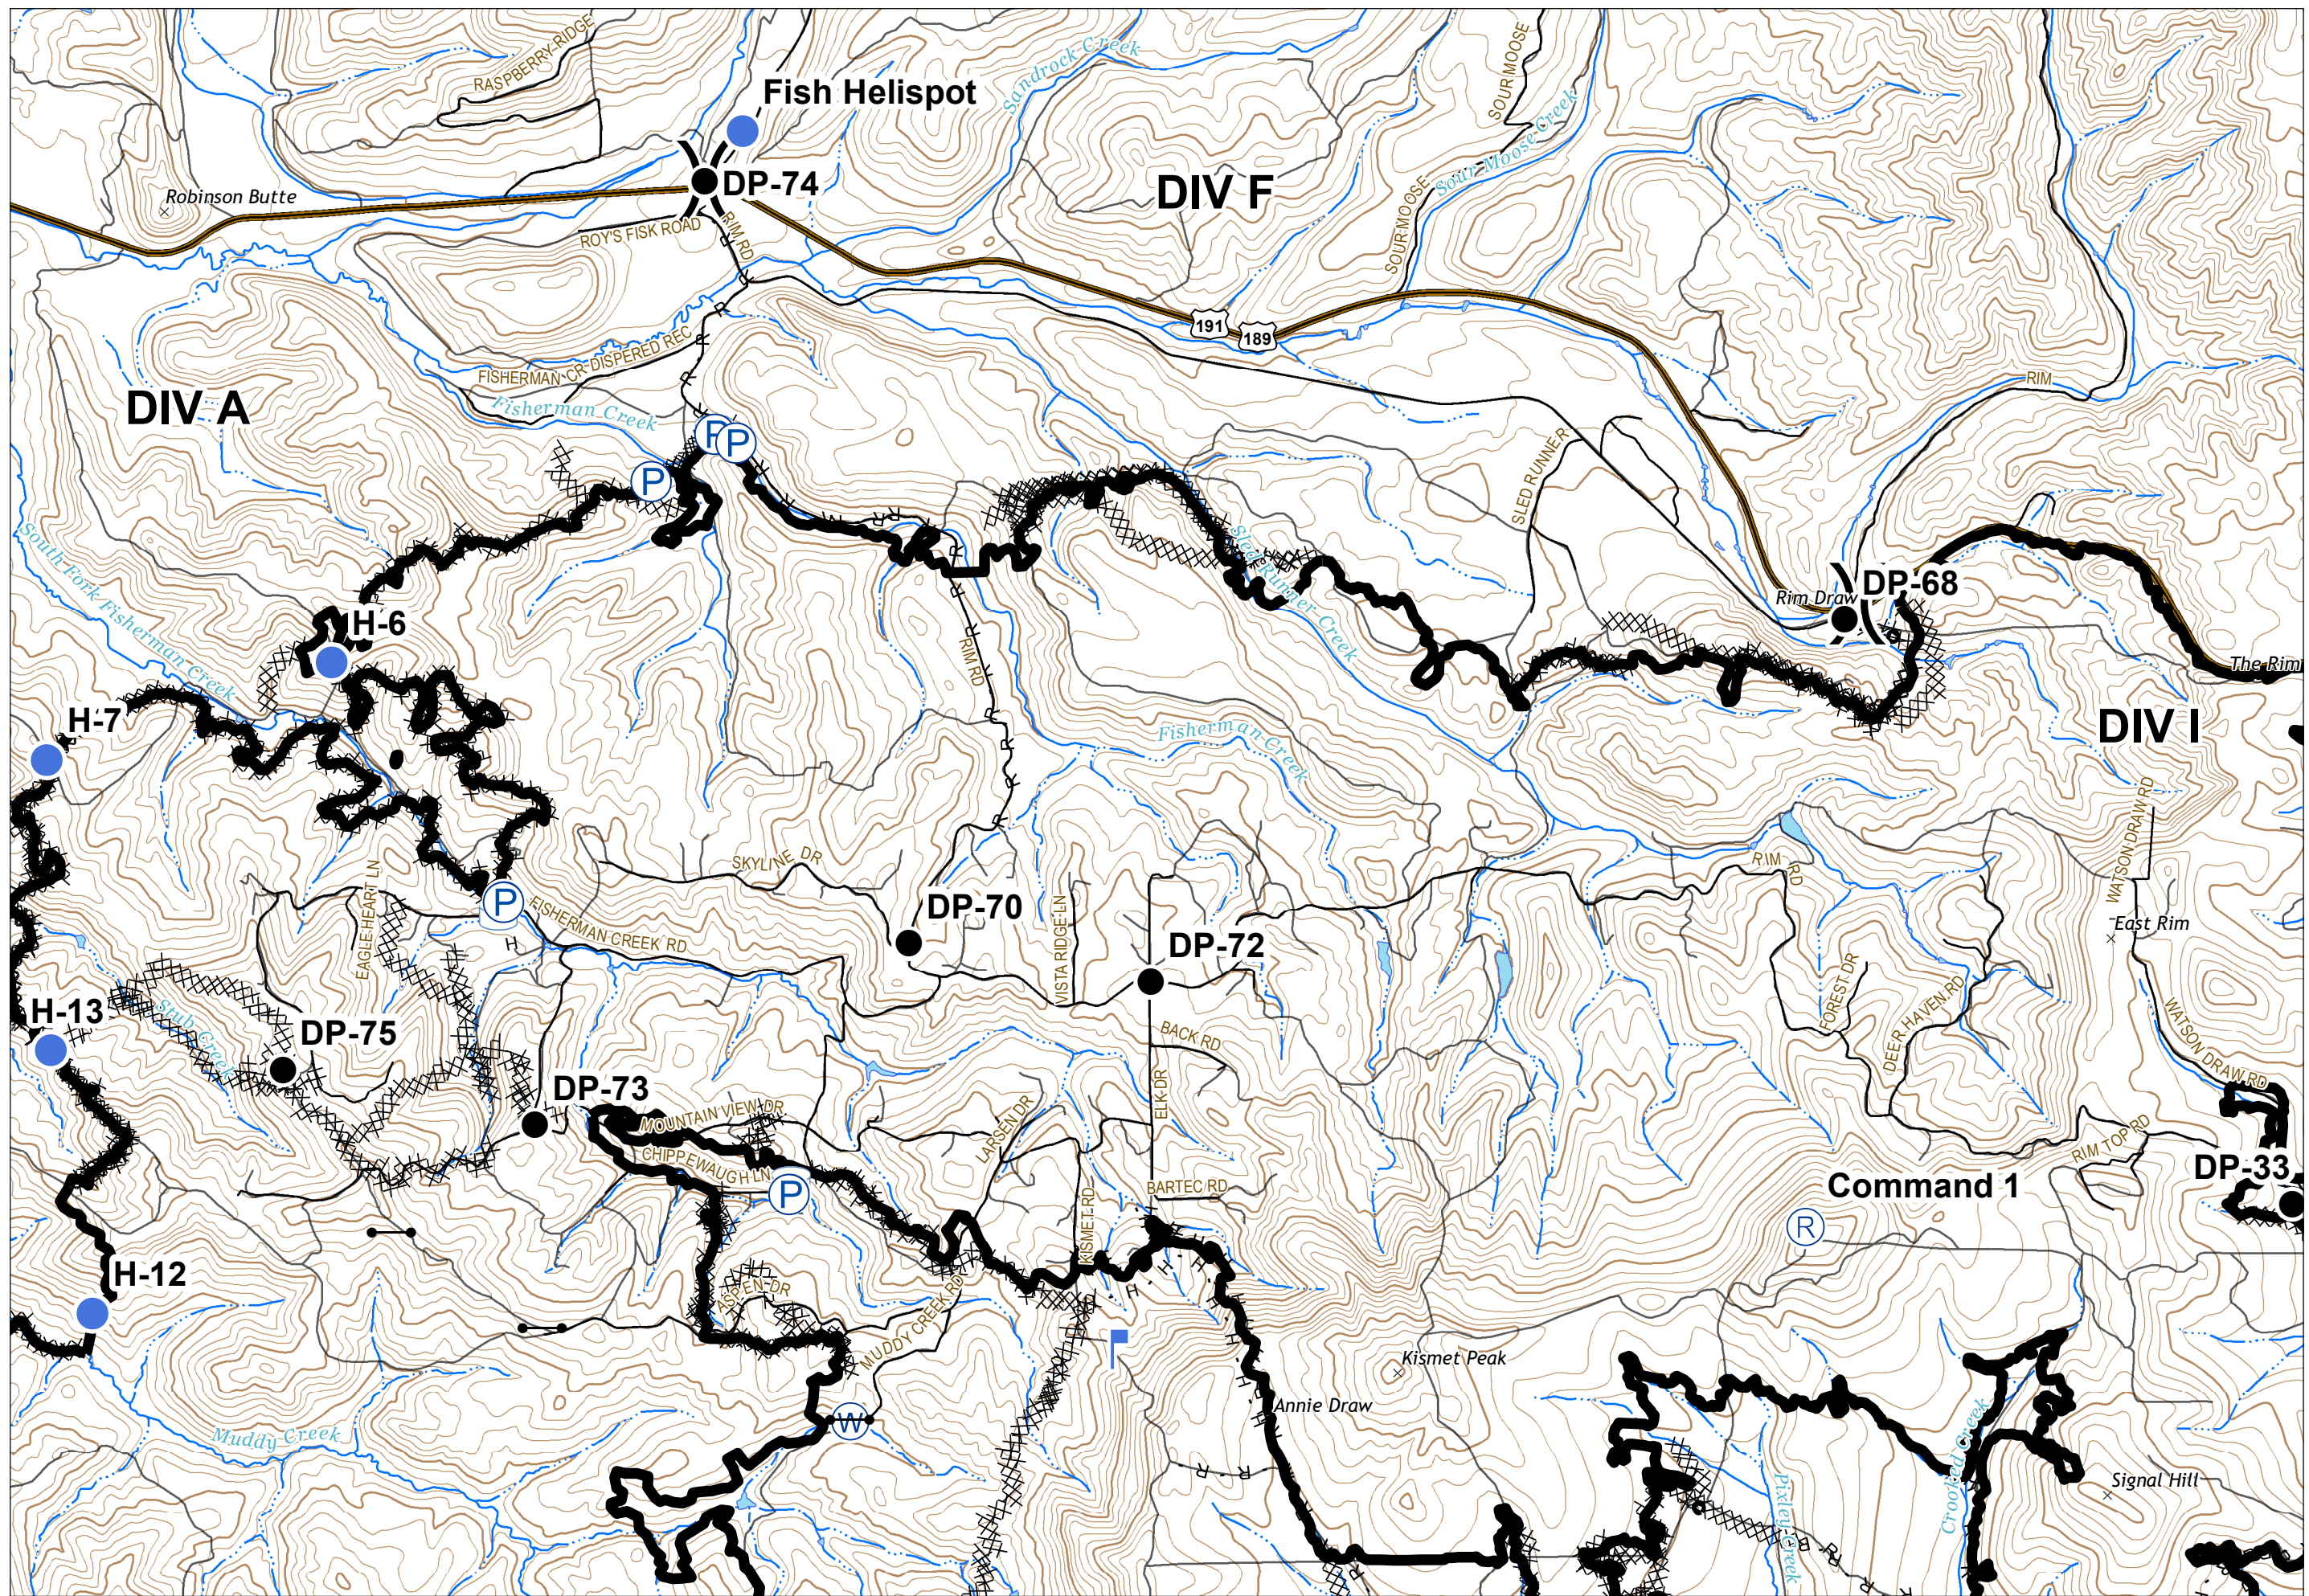 RASPBERRY RIDGE
Fish Helispot
Sandrock Creek
SOUR MOOSE
Sour Moose Creek
Robinson Butte
DP-74
DIV F
ROY'S FISK ROAD
RIM RD
SOUR MOOSE
191
189
FISHERMAN CR-DISPERED REC
RIM
DIV A
Fisherman Creek
P
P
P
SLED RUNNER
South Fork Fisherman Creek
Sled Runner Creek
Rim Draw
DP-68
H-6
RIM RD
The Rim
H-7
Fisherman Creek
DIV I
WATSON DRAW RD
SKYLINE DR
RIM RD
EAGLE HEART LN
P
FISHERMAN CREEK RD
DP-70
VISTA RIDGE LN
DP-72
East Rim
H
H-13
Stub Creek
DP-75
BACK RD
FOREST DR
DEER HAVEN RD
WATSON DRAW RD
DP-73
MOUNTAIN VIEW DR
CHIPPEWAUGH LN
P
LARSEN DR
ELK DR
KISMET RD
BARTEC RD
RIM TOP RD
DP-33
Command 1
R
H-12
ASPEN DR
MUDDY CREEK RD
Kismet Peak
Annie Draw
W
Muddy Creek
Pixley Creek
Crooked Creek
Signal Hill